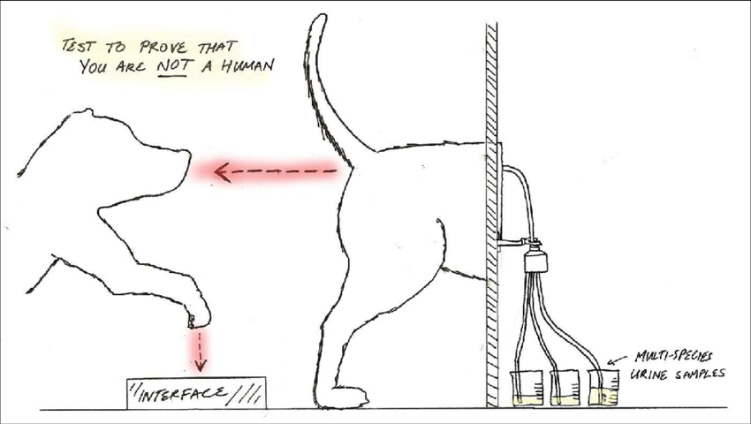 TEST TO PROVE THAT
YOU ARE NOT A HUMAN
INTERFACE
MULTI-SPECIES
URINE SAMPLES